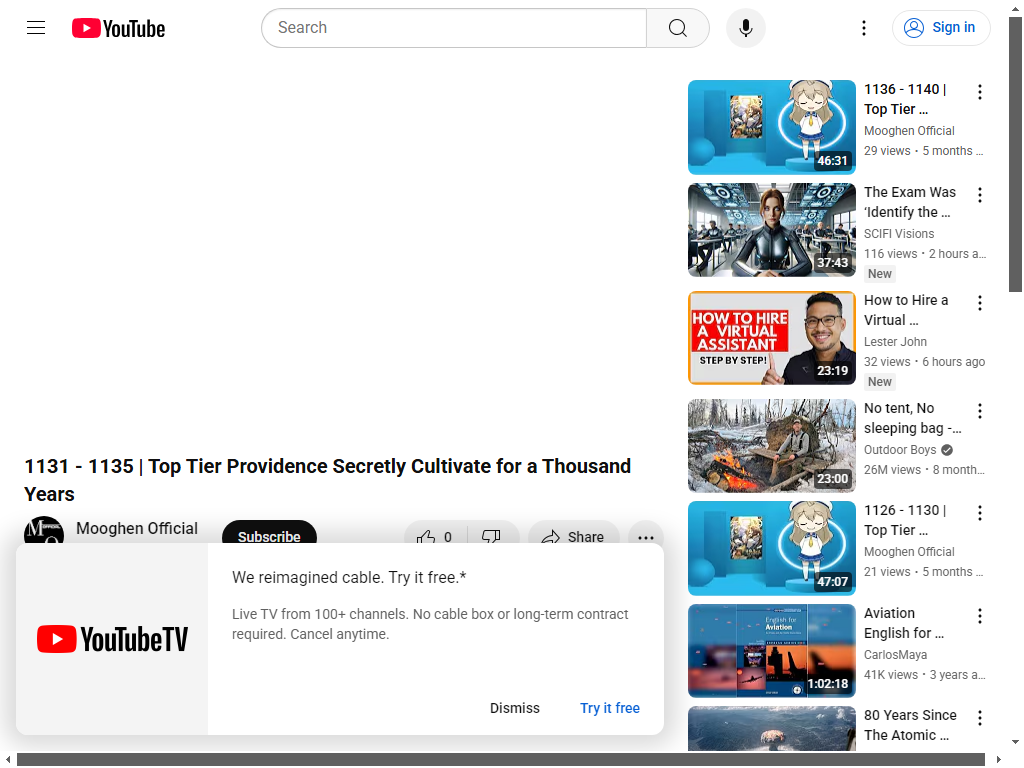 YouTube
Search
Sign in
1131 - 1135 | Top Tier Providence Secretly Cultivate for a Thousand
Years
Mooghen Official
Subscribe
0
Share
YouTubeTV
We reimagined cable. Try it free.*
Live TV from 100+ channels. No cable box or long-term contract
required. Cancel anytime.
Dismiss
Try it free
46:31
1136 - 1140 |
Top Tier ...
Mooghen Official
29 views • 5 months ...
37:43
The Exam Was
‘Identify the ...
SCIFI Visions
116 views • 2 hours a...
New
HOW TO HIRE
A VIRTUAL
ASSISTANT
STEP BY STEP!
23:19
How to Hire a
Virtual ...
Lester John
32 views • 6 hours ago
New
23:00
No tent, No
sleeping bag -...
Outdoor Boys
26M views • 8 month...
47:07
1126 - 1130 |
Top Tier ...
Mooghen Official
21 views • 5 months ...
English for
Aviation
1:02:18
Aviation
English for ...
CarlosMaya
41K views • 3 years a...
80 Years Since
The Atomic ...